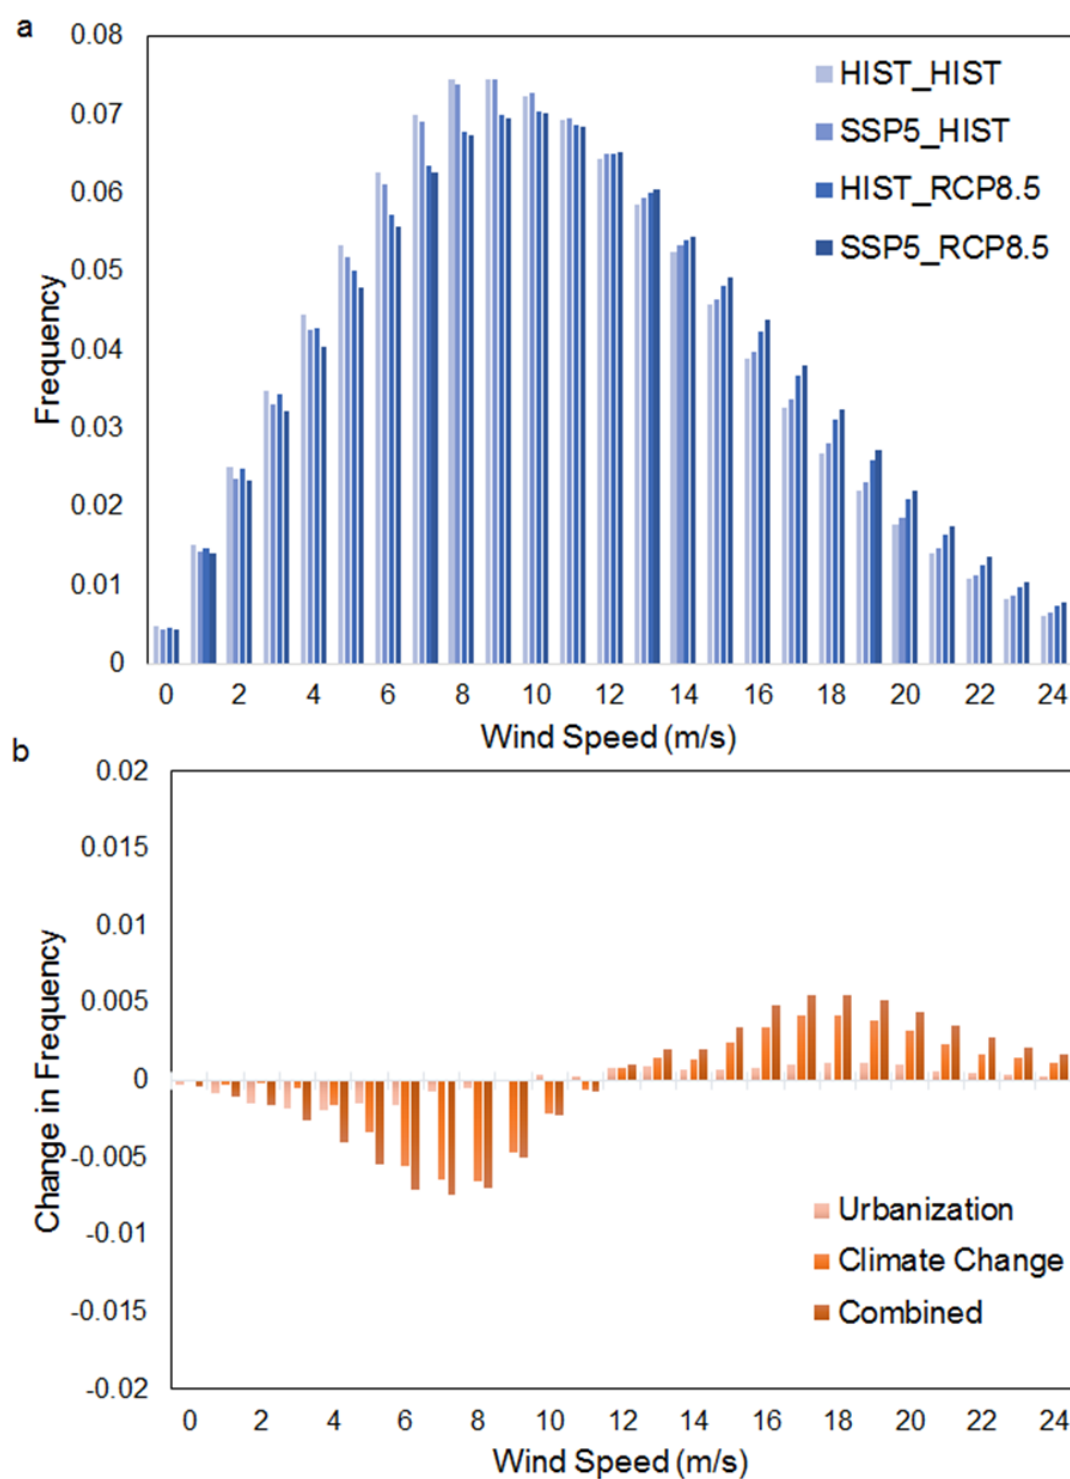 a
0.08
0.07
0.06
0.05
0.04
0.03
0.02
0.01
0
Frequency
HIST_HIST
SSP5_HIST
HIST_RCP8.5
SSP5_RCP8.5
0 2 4 6 8 10 12 14 16 18 20 22 24
Wind Speed (m/s)
b
0.02
0.015
0.01
0.005
0
-0.005
-0.01
-0.015
-0.02
Change in Frequency
Urbanization
Climate Change
Combined
0 2 4 6 8 10 12 14 16 18 20 22 24
Wind Speed (m/s)